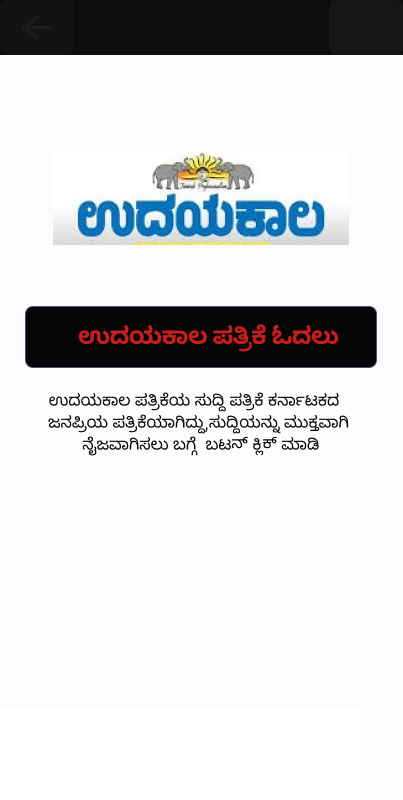 ಉದಯಕಾಲ
ಉದಯಕಾಲ ಪತ್ರಿಕೆ ಓದಲು
ಉದಯಕಾಲ ಪತ್ರಿಕೆಯ ಸುದ್ದಿ ಪತ್ರಿಕೆ ಕರ್ನಾಟಕದ
ಜನಪ್ರಿಯ ಪತ್ರಿಕೆಯಾಗಿದ್ದು,ಸುದ್ದಿಯನ್ನು ಮುಕ್ತವಾಗಿ
ನೈಜವಾಗಿಸಲು ಬಗ್ಗೆ ಬಟನ್ ಕ್ಲಿಕ್ ಮಾಡಿ